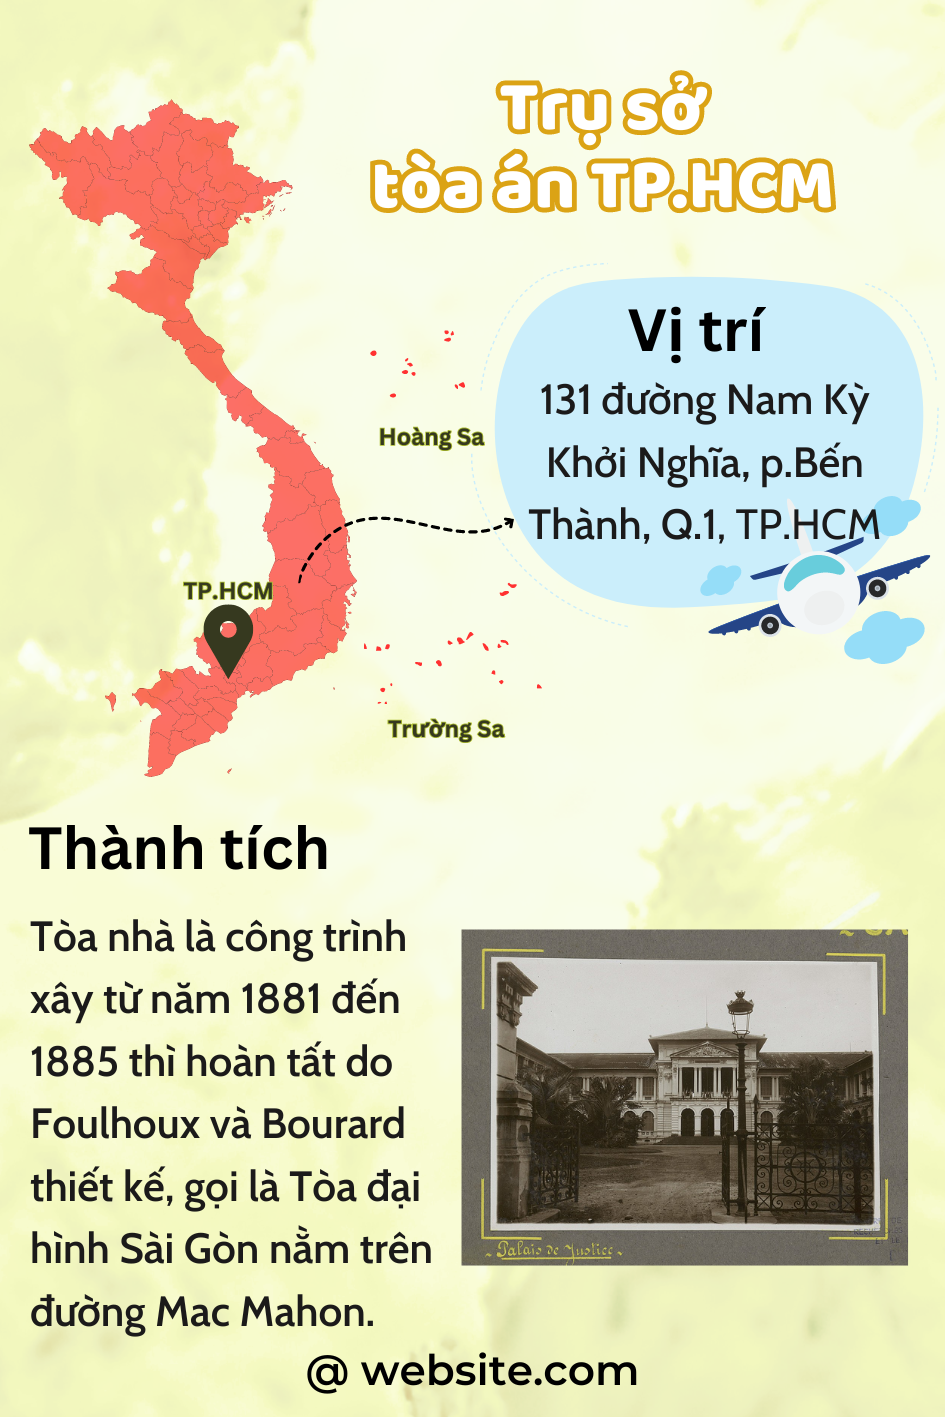 Trụ sở
tòa án TP.HCM
Vị trí
131 đường Nam Kỳ
Khởi Nghĩa, p.Bến
Thành, Q.1, TP.HCM
Hoàng Sa
TP.HCM
Trường Sa
Thành tích
Tòa nhà là công trình
xây từ năm 1881 đến
1885 thì hoàn tất do
Foulhoux và Bourard
thiết kế, gọi là Tòa đại
hình Sài Gòn nằm trên
đường Mac Mahon.
- Palais de Justice -
@ website.com